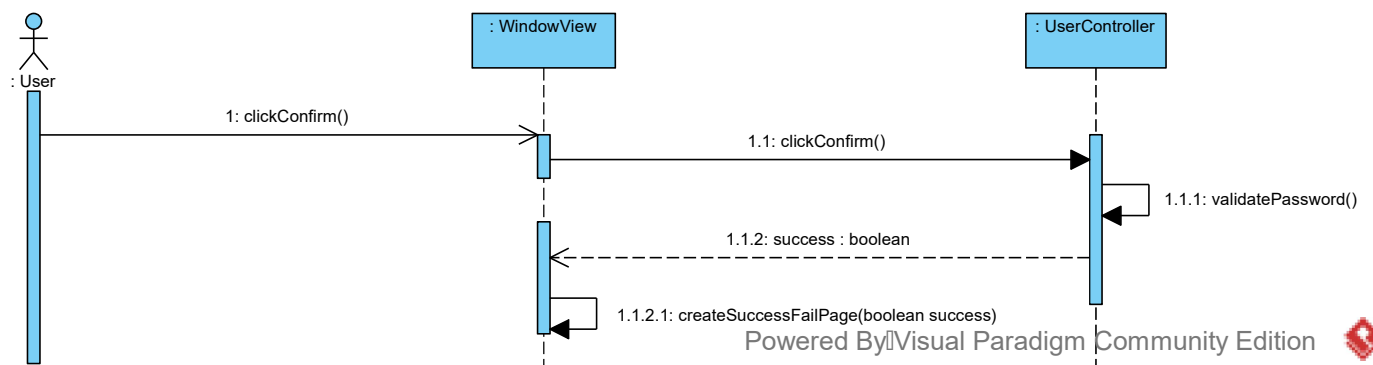 : WindowView
: UserController
: User
1: clickConfirm()
1.1: clickConfirm()
1.1.1: validatePassword()
1.1.2: success : boolean
1.1.2.1: createSuccessFailPage(boolean success)
Powered By Visual Paradigm Community Edition